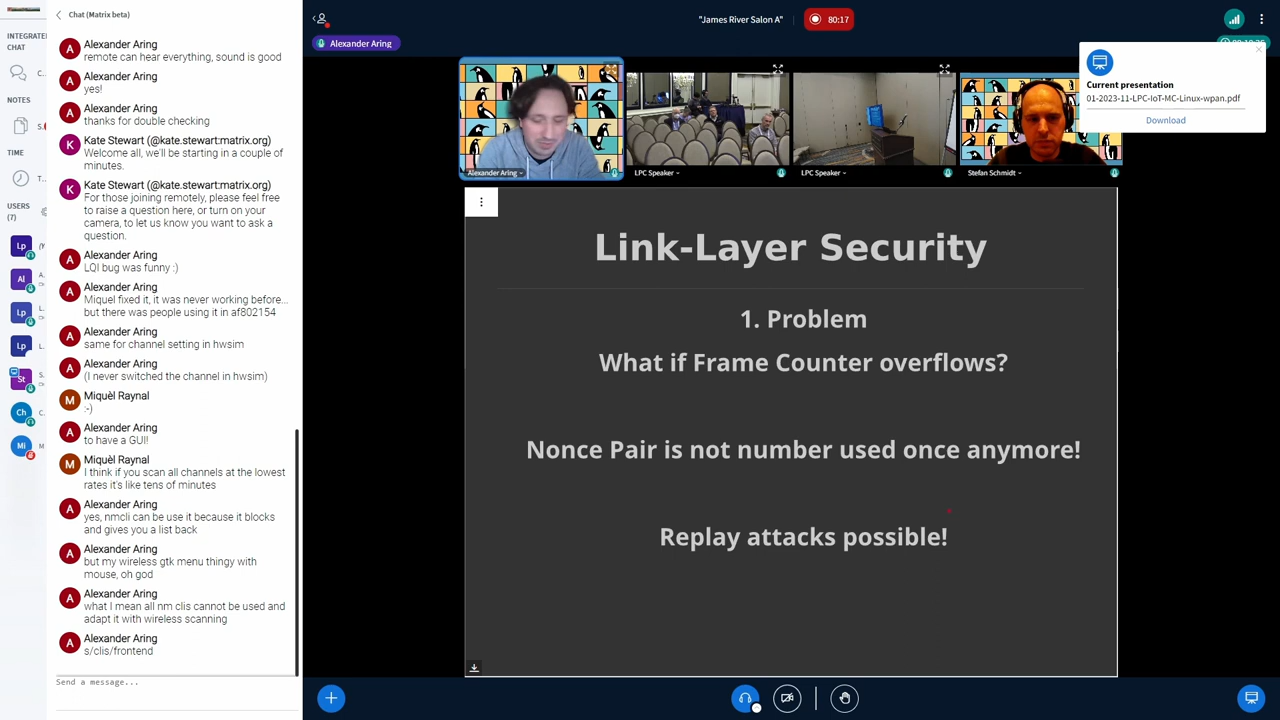 INTEGRATE
CHAT
C..
NOTES
S..
TIME
T..
USERS
(7)
Lp
Al
A.
Lp
L.
Lp
L.
St
S.
Ch
C.
Mi
M
Chat (Matrix beta)
A
Alexander Aring
remote can hear everything, sound is good
A
Alexander Aring
yes!
A
Alexander Aring
thanks for double checking
K
Kate Stewart (@kate.stewart:matrix.org)
Welcome all, we'll be starting in a couple of
minutes.
K
Kate Stewart (@kate.stewart:matrix.org)
For those joining remotely, please feel free
to raise a question here, or turn on your
camera, to let us know you want to ask a
question.
A
Alexander Aring
LQI bug was funny :)
A
Alexander Aring
Miquel fixed it, it was never working before...
but there was people using it in af802154
A
Alexander Aring
same for channel setting in hwsim
A
Alexander Aring
(I never switched the channel in hwsim)
M
Miquèl Raynal
:-)
A
Alexander Aring
to have a GUI!
M
Miquèl Raynal
I think if you scan all channels at the lowest
rates it's like tens of minutes
A
Alexander Aring
yes, nmcli can be use it because it blocks
and gives you a list back
A
Alexander Aring
but my wireless gtk menu thingy with
mouse, oh god
A
Alexander Aring
what I mean all nm clis cannot be used and
adapt it with wireless scanning
A
Alexander Aring
s/clis/frontend
Send a message...
"James River Salon A"
80:17
Alexander Aring
Alexander Aring
LPC Speaker
LPC Speaker
Stefan Schmidt
Current presentation
01-2023-11-LPC-IoT-MC-Linux-wpan.pdf
Download
Link-Layer Security
1. Problem
What if Frame Counter overflows?
Nonce Pair is not number used once anymore!
Replay attacks possible!